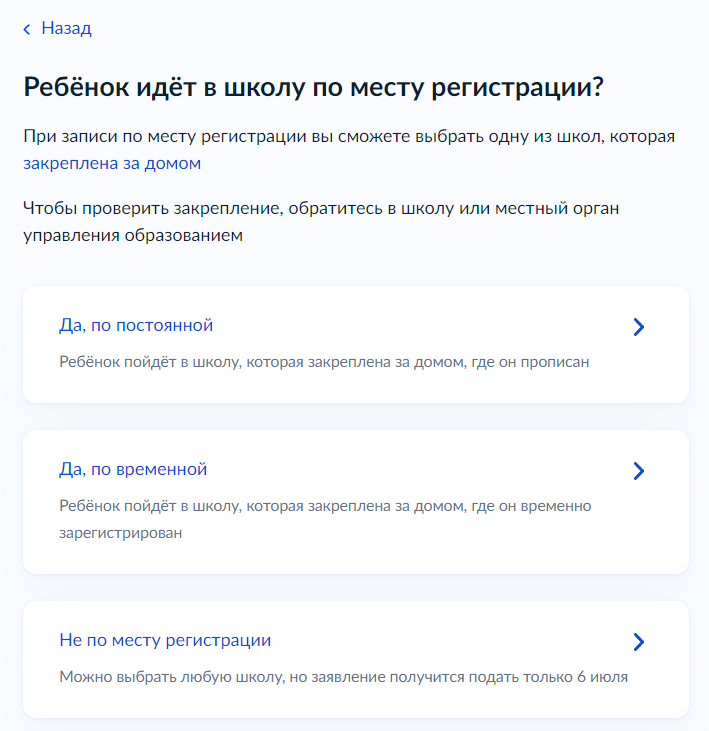 Назад
Ребёнок идёт в школу по месту регистрации?
При записи по месту регистрации вы сможете выбрать одну из школ, которая
закреплена за домом
Чтобы проверить закрепление, обратитесь в школу или местный орган
управления образованием
Да, по постоянной
Ребёнок пойдёт в школу, которая закреплена за домом, где он прописан
Да, по временной
Ребёнок пойдёт в школу, которая закреплена за домом, где он временно
зарегистрирован
Не по месту регистрации
Можно выбрать любую школу, но заявление получится подать только 6 июля